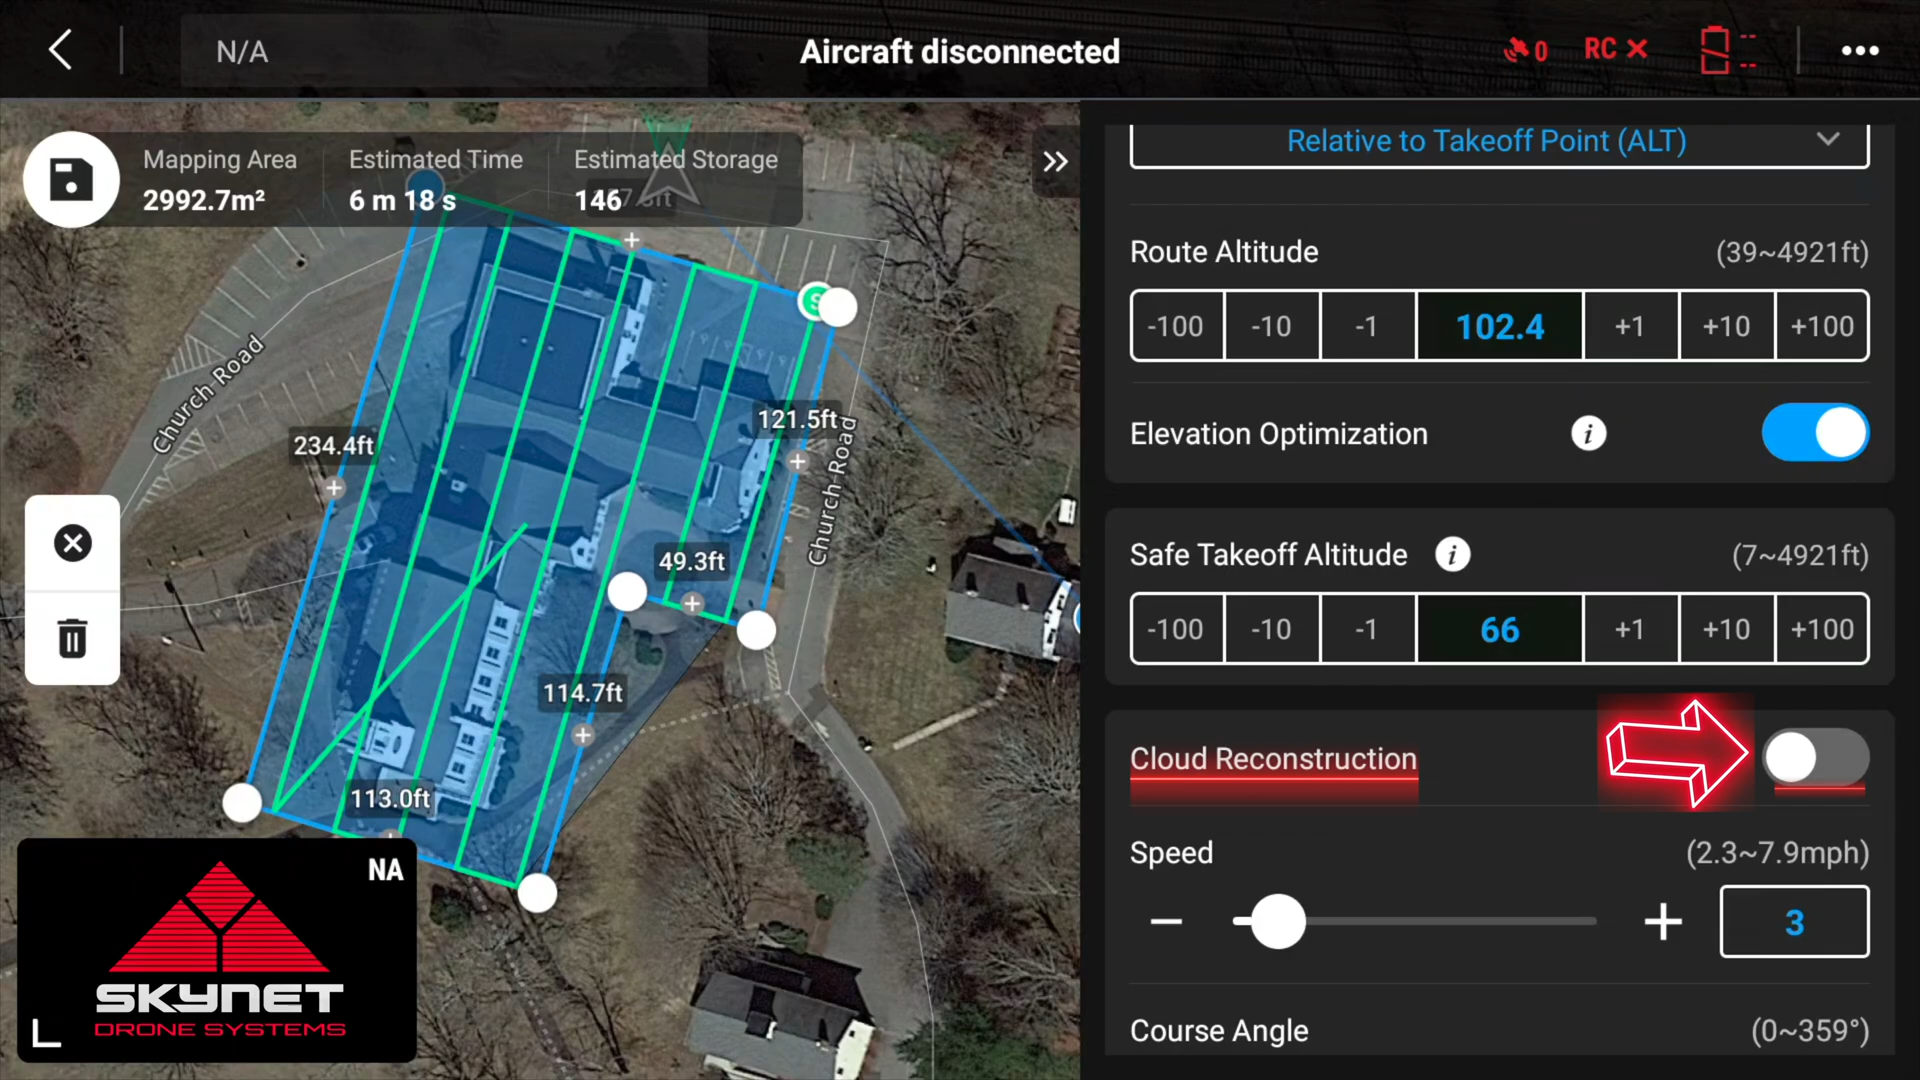 N/A
Aircraft disconnected
0
RC
--
--
Mapping Area
2992.7m²
Estimated Time
6 m 18 s
Estimated Storage
146
Relative to Takeoff Point (ALT)
Route Altitude
(39~4921ft)
-100
-10
-1
102.4
+1
+10
+100
Elevation Optimization
i
Safe Takeoff Altitude
i
(7~4921ft)
-100
-10
-1
66
+1
+10
+100
Cloud Reconstruction
Speed
(2.3~7.9mph)
3
Course Angle
(0~359°)
S
Church Road
234.4ft
121.5ft
Church Road
49.3ft
114.7ft
113.0ft
NA
SKYNET
DRONE SYSTEMS
L